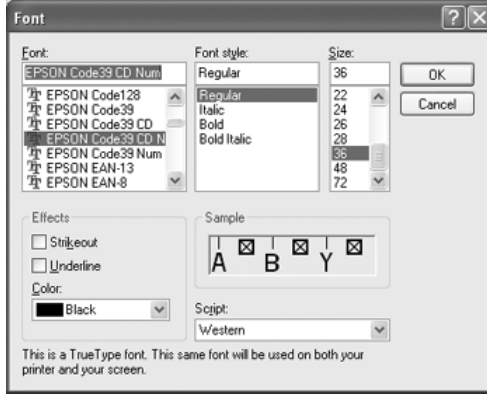 Font
Font:
Font style:
Size:
EPSON Code39 CD Num
Regular
36
OK
EPSON Code128
EPSON Code39
EPSON Code39 CD
EPSON Code39 CD N
EPSON Code39 Num
EPSON EAN-13
EPSON EAN-8
Regular
Italic
Bold
Bold Italic
22
24
26
28
36
48
72
Cancel
Effects
Strikeout
Underline
Color:
Black
Sample
A B Y
Script:
Western
This is a TrueType font. This same font will be used on both your
printer and your screen.